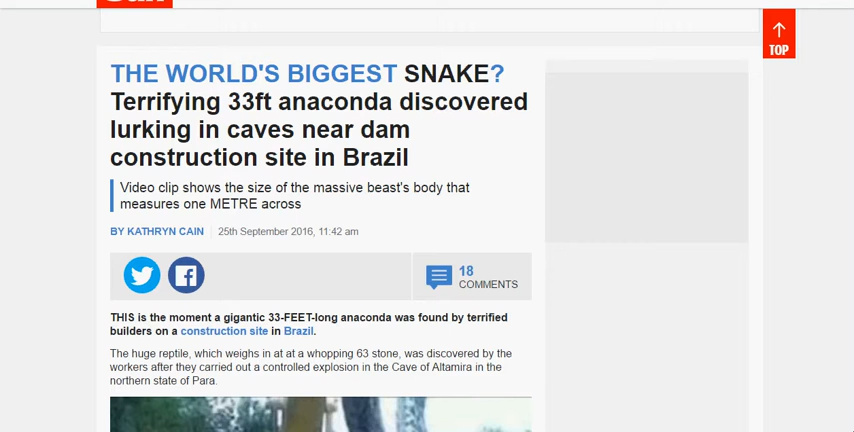 TOP
THE WORLD'S BIGGEST SNAKE?
Terrifying 33ft anaconda discovered
lurking in caves near dam
construction site in Brazil
Video clip shows the size of the massive beast's body that
measures one METRE across
BY KATHRYN CAIN 25th September 2016, 11:42 am
18
COMMENTS
THIS is the moment a gigantic 33-FEET-long anaconda was found by terrified
builders on a construction site in Brazil.
The huge reptile, which weighs in at at a whopping 63 stone, was discovered by the
workers after they carried out a controlled explosion in the Cave of Altamira in the
northern state of Para.